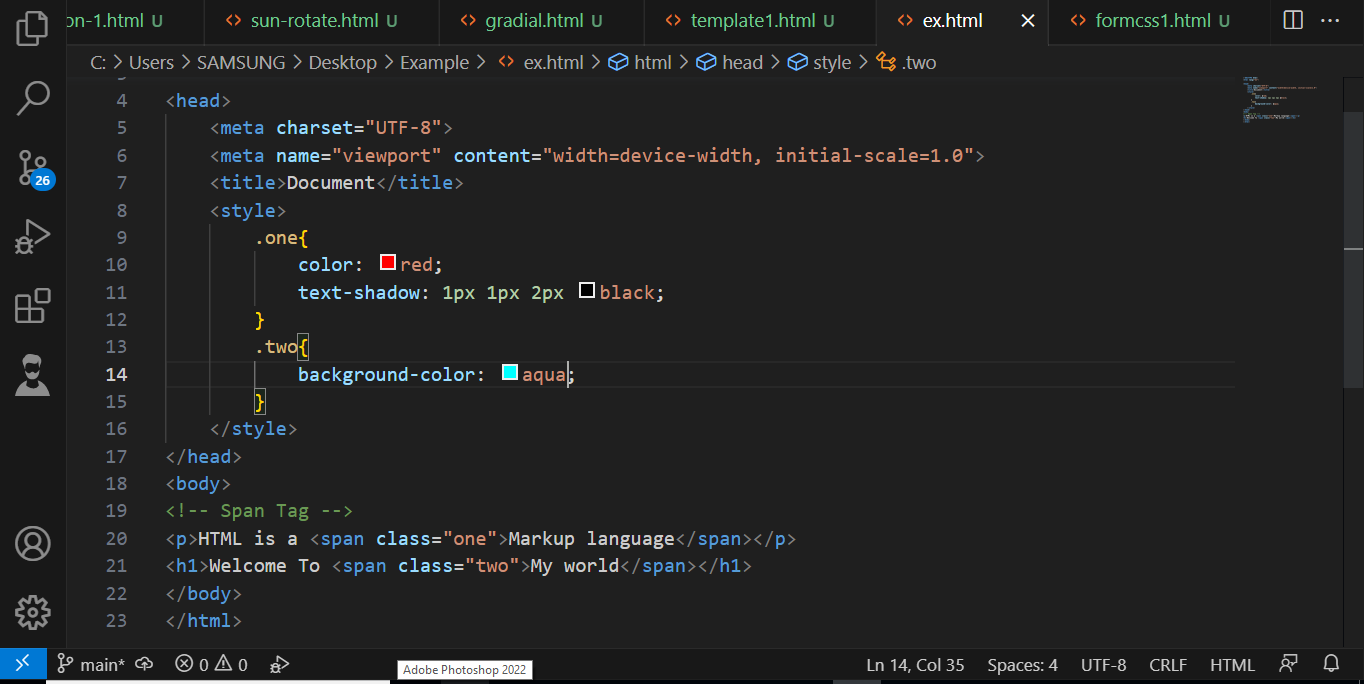 on-1.html U sun-rotate.html U gradial.html U template1.html U ex.html formcss1.html U
C: > Users > SAMSUNG > Desktop > Example > ex.html > html > head > style > .two
4 <head>
5 <meta charset="UTF-8">
6 <meta name="viewport" content="width=device-width, initial-scale=1.0">
7 <title>Document</title>
8 <style>
9 .one{
10 color: red;
11 text-shadow: 1px 1px 2px black;
12 }
13 .two{
14 background-color: aqua;
15 }
16 </style>
17 </head>
18 <body>
19 <!-- Span Tag -->
20 <p>HTML is a <span class="one">Markup language</span></p>
21 <h1>Welcome To <span class="two">My world</span></h1>
22 </body>
23 </html>
26
main* 0 0 Ln 14, Col 35 Spaces: 4 UTF-8 CRLF HTML
Adobe Photoshop 2022